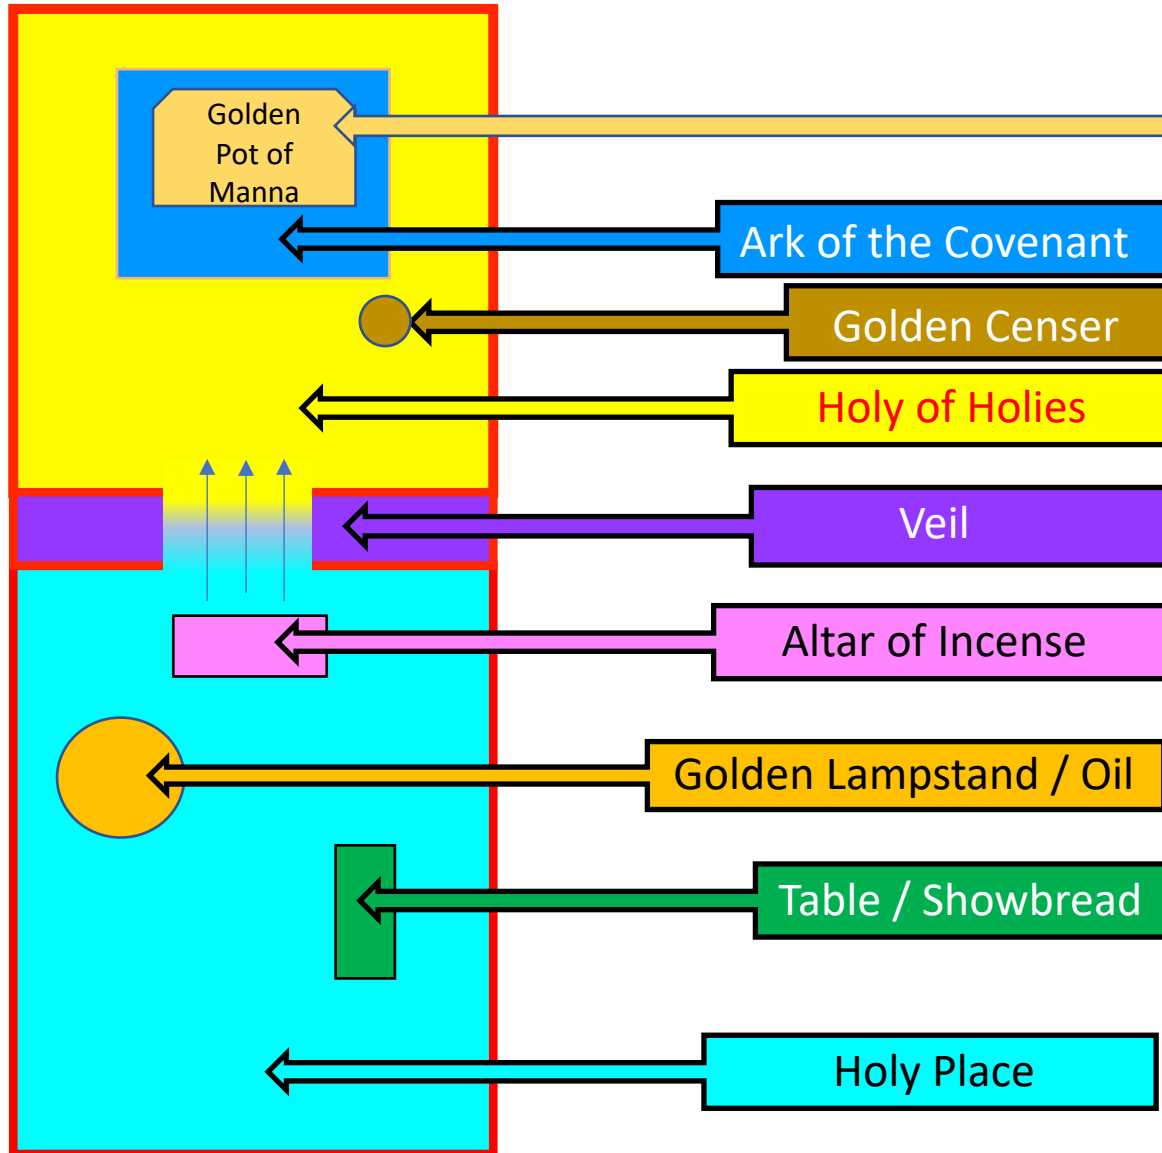 Golden
Pot of
Manna
Ark of the Covenant
Golden Censer
Holy of Holies
Veil
Altar of Incense
Golden Lampstand / Oil
Table / Showbread
Holy Place